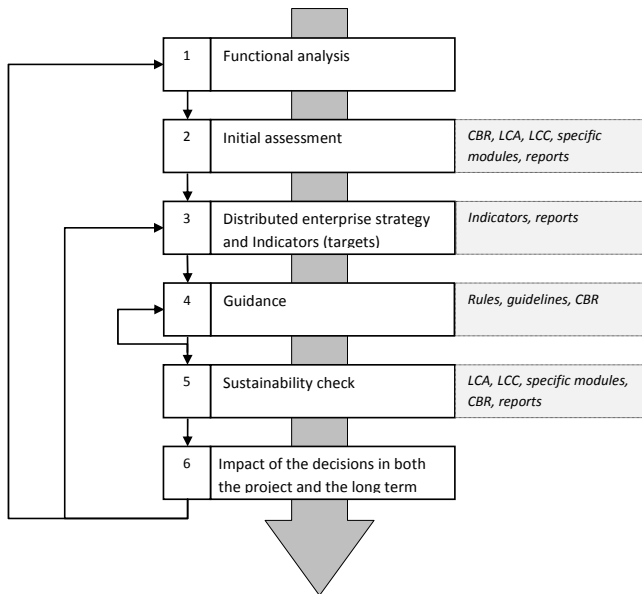 1
Functional analysis
2
Initial assessment
CBR, LCA, LCC, specific
modules, reports
3
Distributed enterprise strategy
and Indicators (targets)
Indicators, reports
4
Guidance
Rules, guidelines, CBR
5
Sustainability check
LCA, LCC, specific modules,
CBR, reports
6
Impact of the decisions in both
the project and the long term